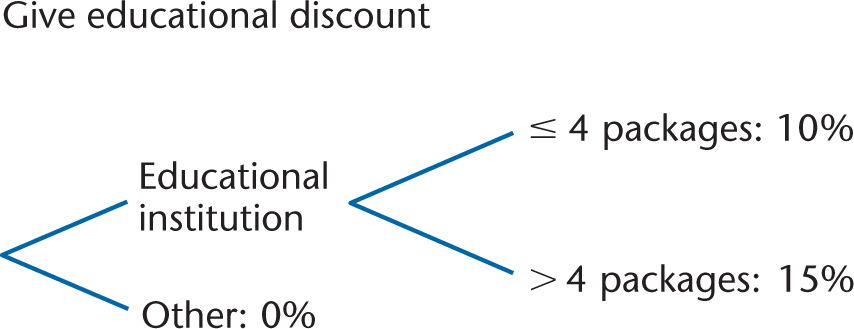 Give educational discount
≤ 4 packages: 10%
Educational
institution
> 4 packages: 15%
Other: 0%